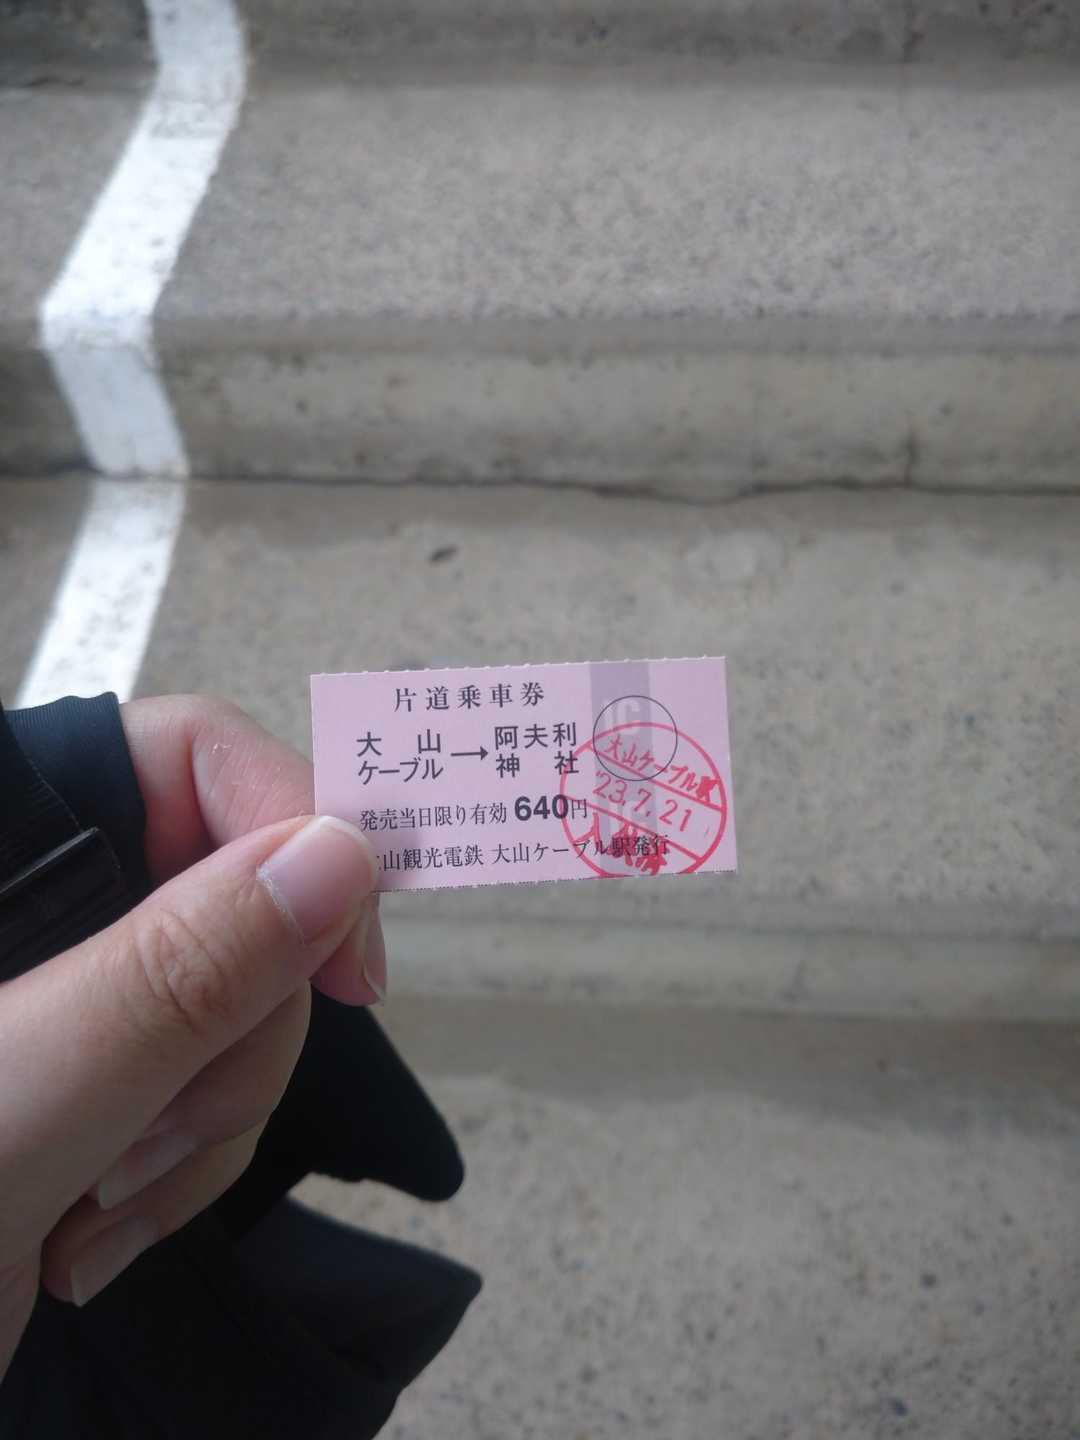 片道乗車券
大山ケーブル→阿夫利神社
発売当日限り有効 640円
山観光電鉄 大山ケーブル駅発行
大山ケーブル駅
'23.7.21